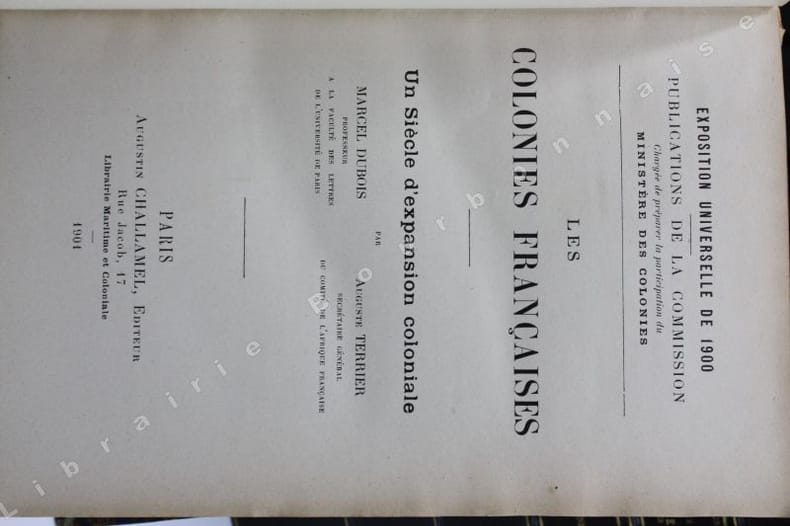 EXPOSITION UNIVERSELLE DE 1900
PUBLICATIONS DE LA COMMISSION
Chargée de préparer la participation du
MINISTÈRE DES COLONIES
LES
COLONIES FRANÇAISES
Un Siècle d'expansion coloniale
PAR
MARCEL DUBOIS
PROFESSEUR
A LA FACULTÉ DES LETTRES
DE L'UNIVERSITÉ DE PARIS
AUGUSTE TERRIER
SECRÉTAIRE GÉNÉRAL
DU COMITÉ DE L'AFRIQUE FRANÇAISE
PARIS
AUGUSTIN CHALLAMEL, EDITEUR
Rue Jacob, 17
Librairie Maritime et Coloniale
1901
Librairie Bourbonnaise